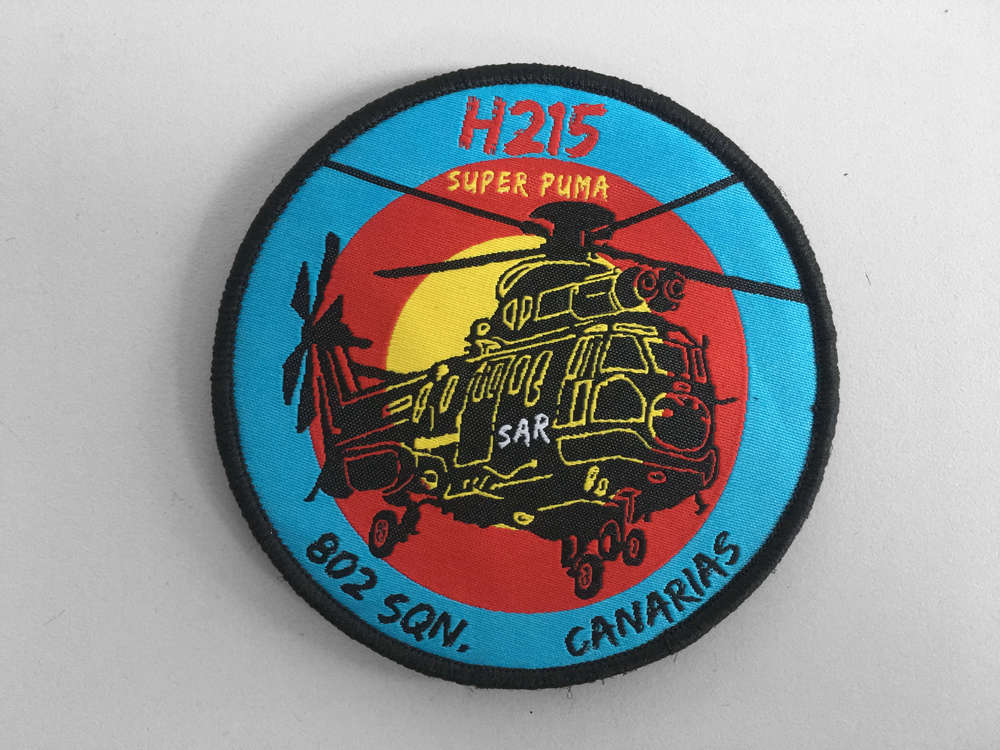 H215
SUPER PUMA
SAR
802 SQN.
CANARIAS